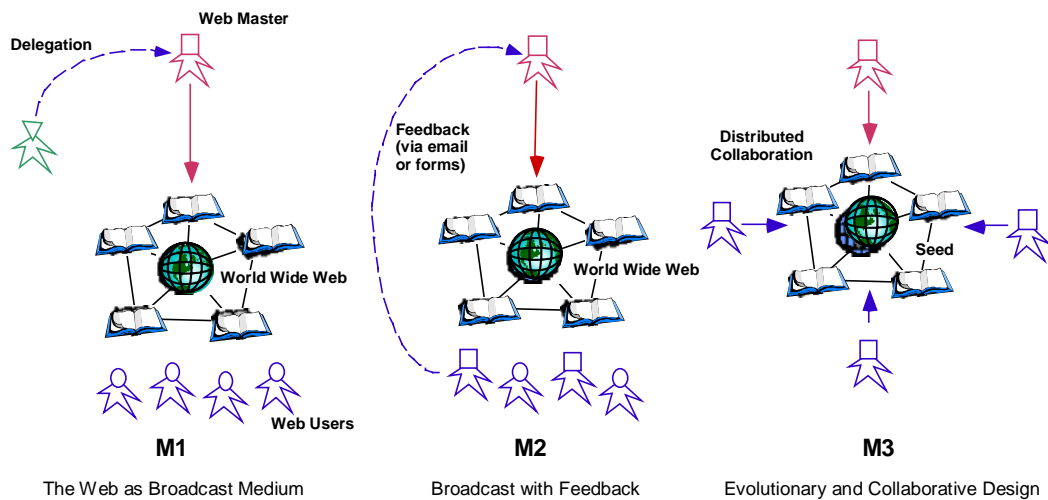 Web Master
Delegation
World Wide Web
Web Users
M1
The Web as Broadcast Medium
Feedback
(via email
or forms)
World Wide Web
M2
Broadcast with Feedback
Distributed
Collaboration
Seed
M3
Evolutionary and Collaborative Design